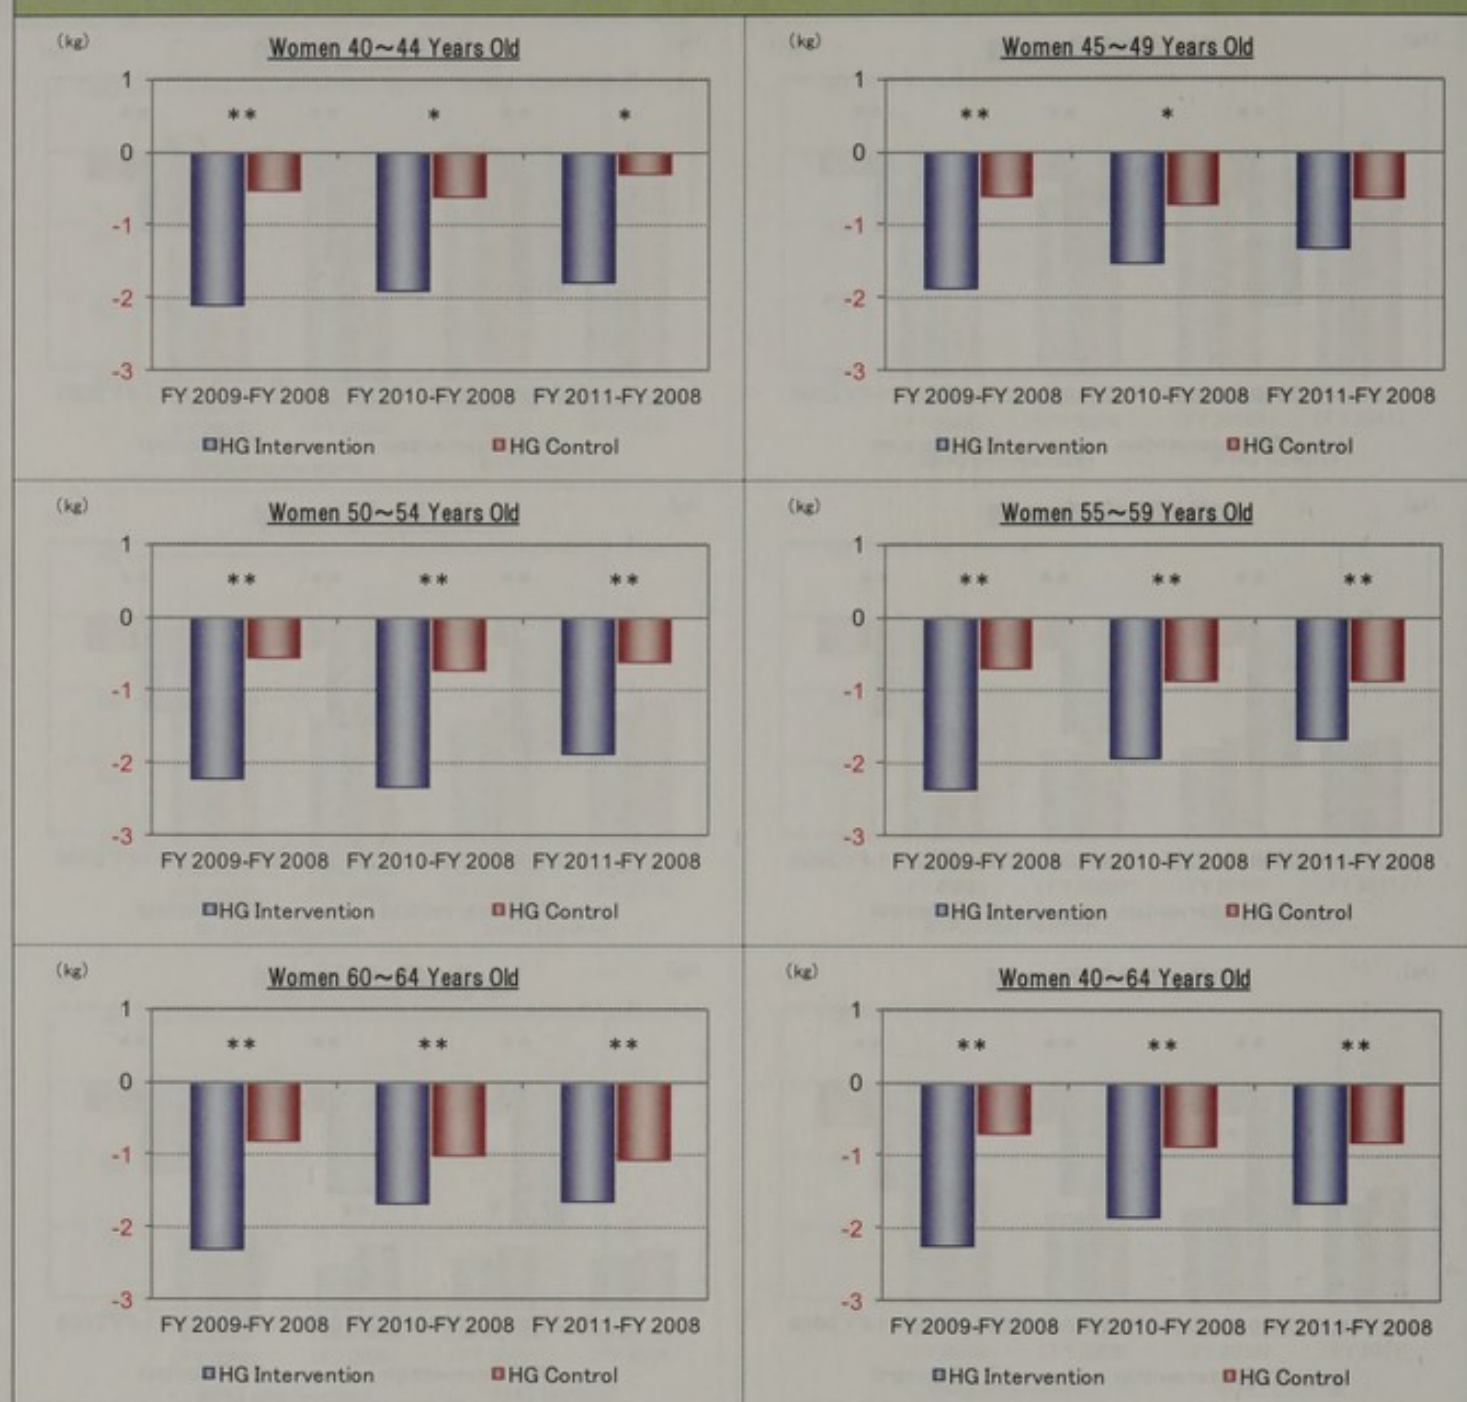 (kg)
Women 40～44 Years Old
1
** * *
0
-1
-2
-3
FY 2009-FY 2008 FY 2010-FY 2008 FY 2011-FY 2008
HG Intervention HG Control
(kg)
Women 45～49 Years Old
1
** *
0
-1
-2
-3
FY 2009-FY 2008 FY 2010-FY 2008 FY 2011-FY 2008
HG Intervention HG Control
(kg)
Women 50～54 Years Old
1
** ** **
0
-1
-2
-3
FY 2009-FY 2008 FY 2010-FY 2008 FY 2011-FY 2008
HG Intervention HG Control
(kg)
Women 55～59 Years Old
1
** ** **
0
-1
-2
-3
FY 2009-FY 2008 FY 2010-FY 2008 FY 2011-FY 2008
HG Intervention HG Control
(kg)
Women 60～64 Years Old
1
** ** **
0
-1
-2
-3
FY 2009-FY 2008 FY 2010-FY 2008 FY 2011-FY 2008
HG Intervention HG Control
(kg)
Women 40～64 Years Old
1
** ** **
0
-1
-2
-3
FY 2009-FY 2008 FY 2010-FY 2008 FY 2011-FY 2008
HG Intervention HG Control